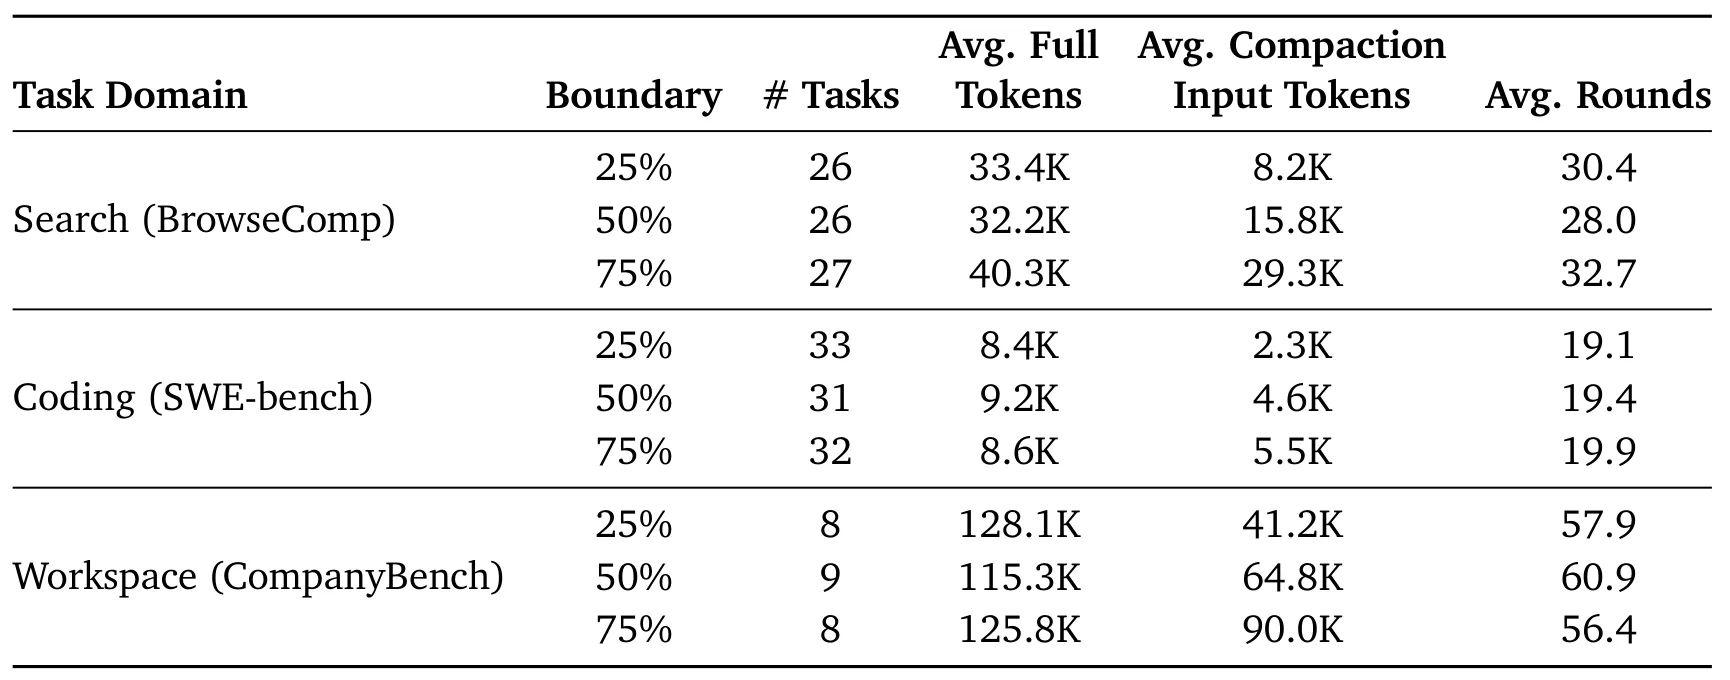 Avg. Full Avg. Compaction
Task Domain Boundary # Tasks Tokens Input Tokens Avg. Rounds
25% 26 33.4K 8.2K 30.4
Search (BrowseComp) 50% 26 32.2K 15.8K 28.0
75% 27 40.3K 29.3K 32.7
25% 33 8.4K 2.3K 19.1
Coding (SWE-bench) 50% 31 9.2K 4.6K 19.4
75% 32 8.6K 5.5K 19.9
25% 8 128.1K 41.2K 57.9
Workspace (CompanyBench) 50% 9 115.3K 64.8K 60.9
75% 8 125.8K 90.0K 56.4